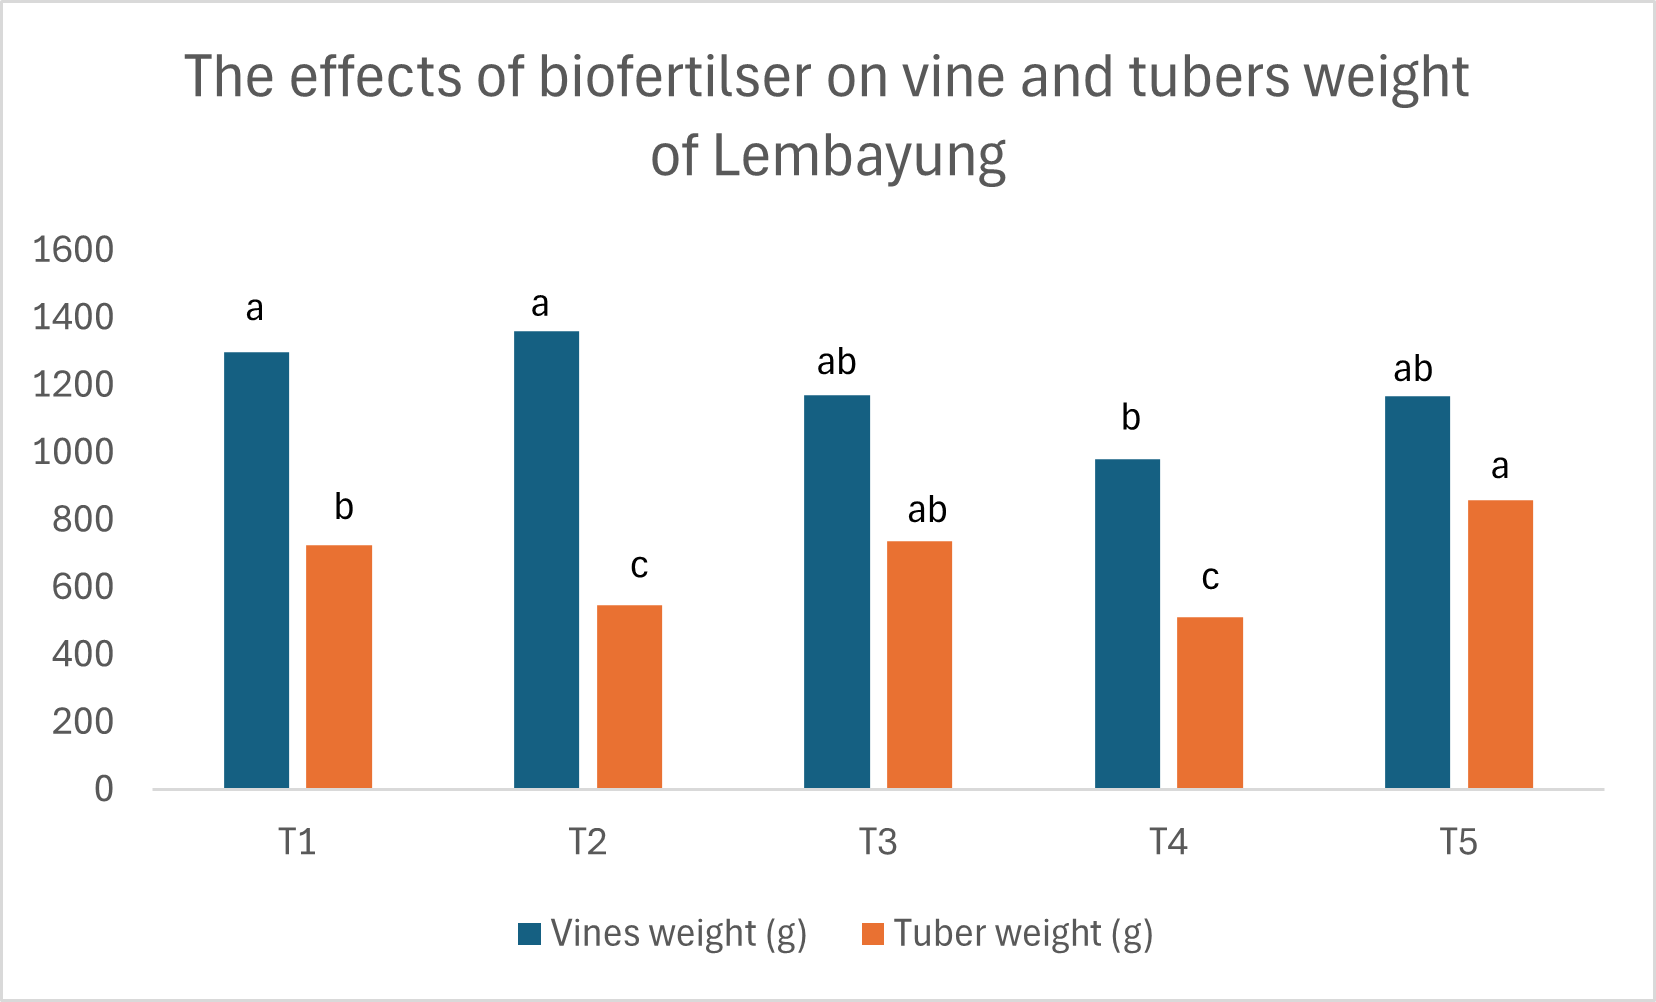 The effects of biofertilser on vine and tubers weight
of Lembayung
1600
1400
1200
1000
800
600
400
200
0
a
b
a
c
ab
ab
b
c
ab
a
T1
T2
T3
T4
T5
Vines weight (g)
Tuber weight (g)